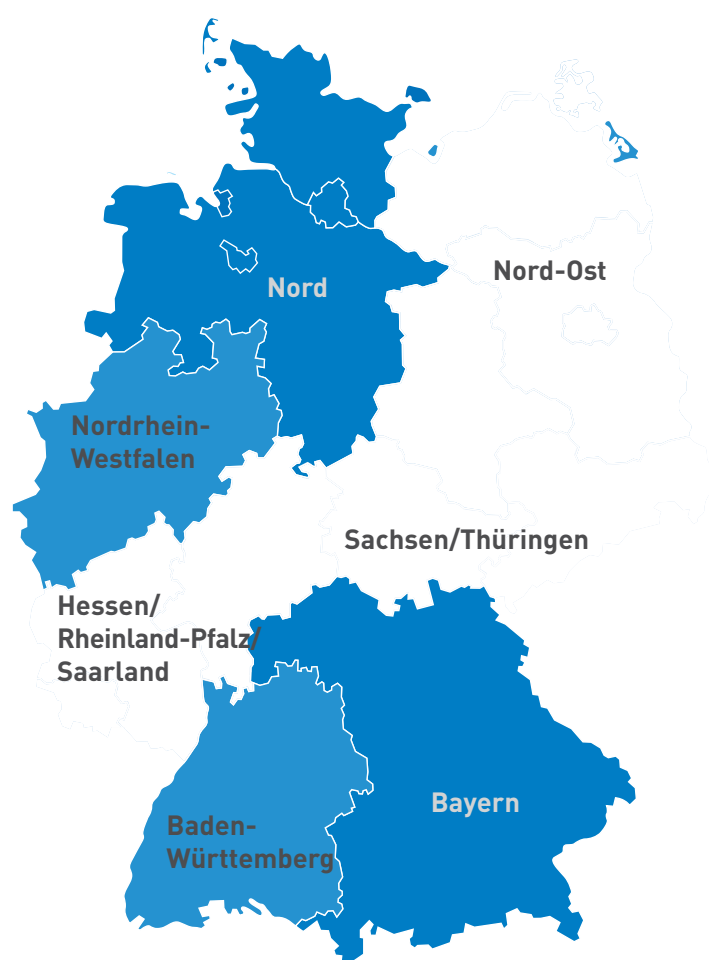 Nord-Ost
Nord
Nordrhein-
Westfalen
Sachsen/Thüringen
Hessen/
Rheinland-Pfalz/
Saarland
Bayern
Baden-
Württemberg